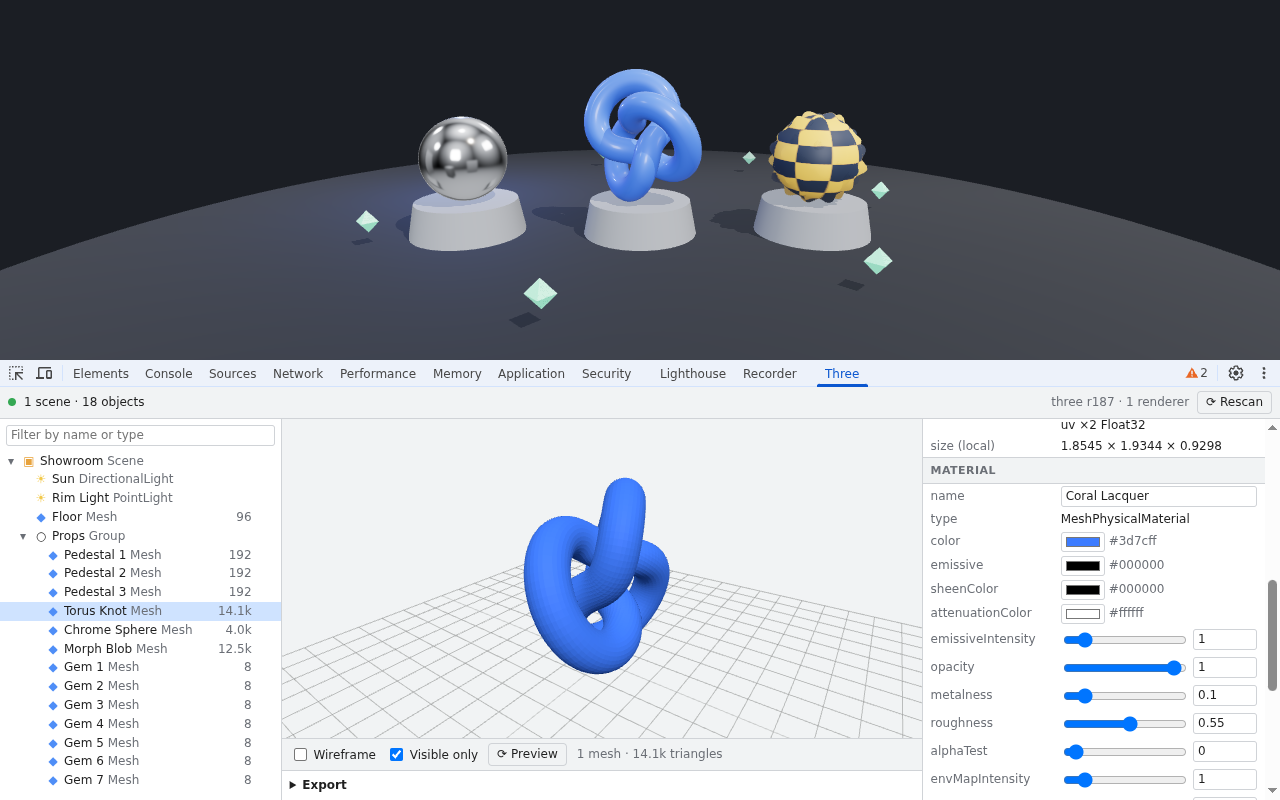 Elements Console Sources Network Performance Memory Application Security Lighthouse Recorder Three 2
1 scene · 18 objects three r187 · 1 renderer ⟳ Rescan
Filter by name or type
Showroom Scene
Sun DirectionalLight
Rim Light PointLight
Floor Mesh 96
Props Group
Pedestal 1 Mesh 192
Pedestal 2 Mesh 192
Pedestal 3 Mesh 192
Torus Knot Mesh 14.1k
Chrome Sphere Mesh 4.0k
Morph Blob Mesh 12.5k
Gem 1 Mesh 8
Gem 2 Mesh 8
Gem 3 Mesh 8
Gem 4 Mesh 8
Gem 5 Mesh 8
Gem 6 Mesh 8
Gem 7 Mesh 8
Wireframe Visible only ⟳ Preview 1 mesh · 14.1k triangles
Export
uv ×2 Float32
size (local) 1.8545 × 1.9344 × 0.9298
MATERIAL
name Coral Lacquer
type MeshPhysicalMaterial
color #3d7cff
emissive #000000
sheenColor #000000
attenuationColor #ffffff
emissiveIntensity 1
opacity 1
metalness 0.1
roughness 0.55
alphaTest 0
envMapIntensity 1